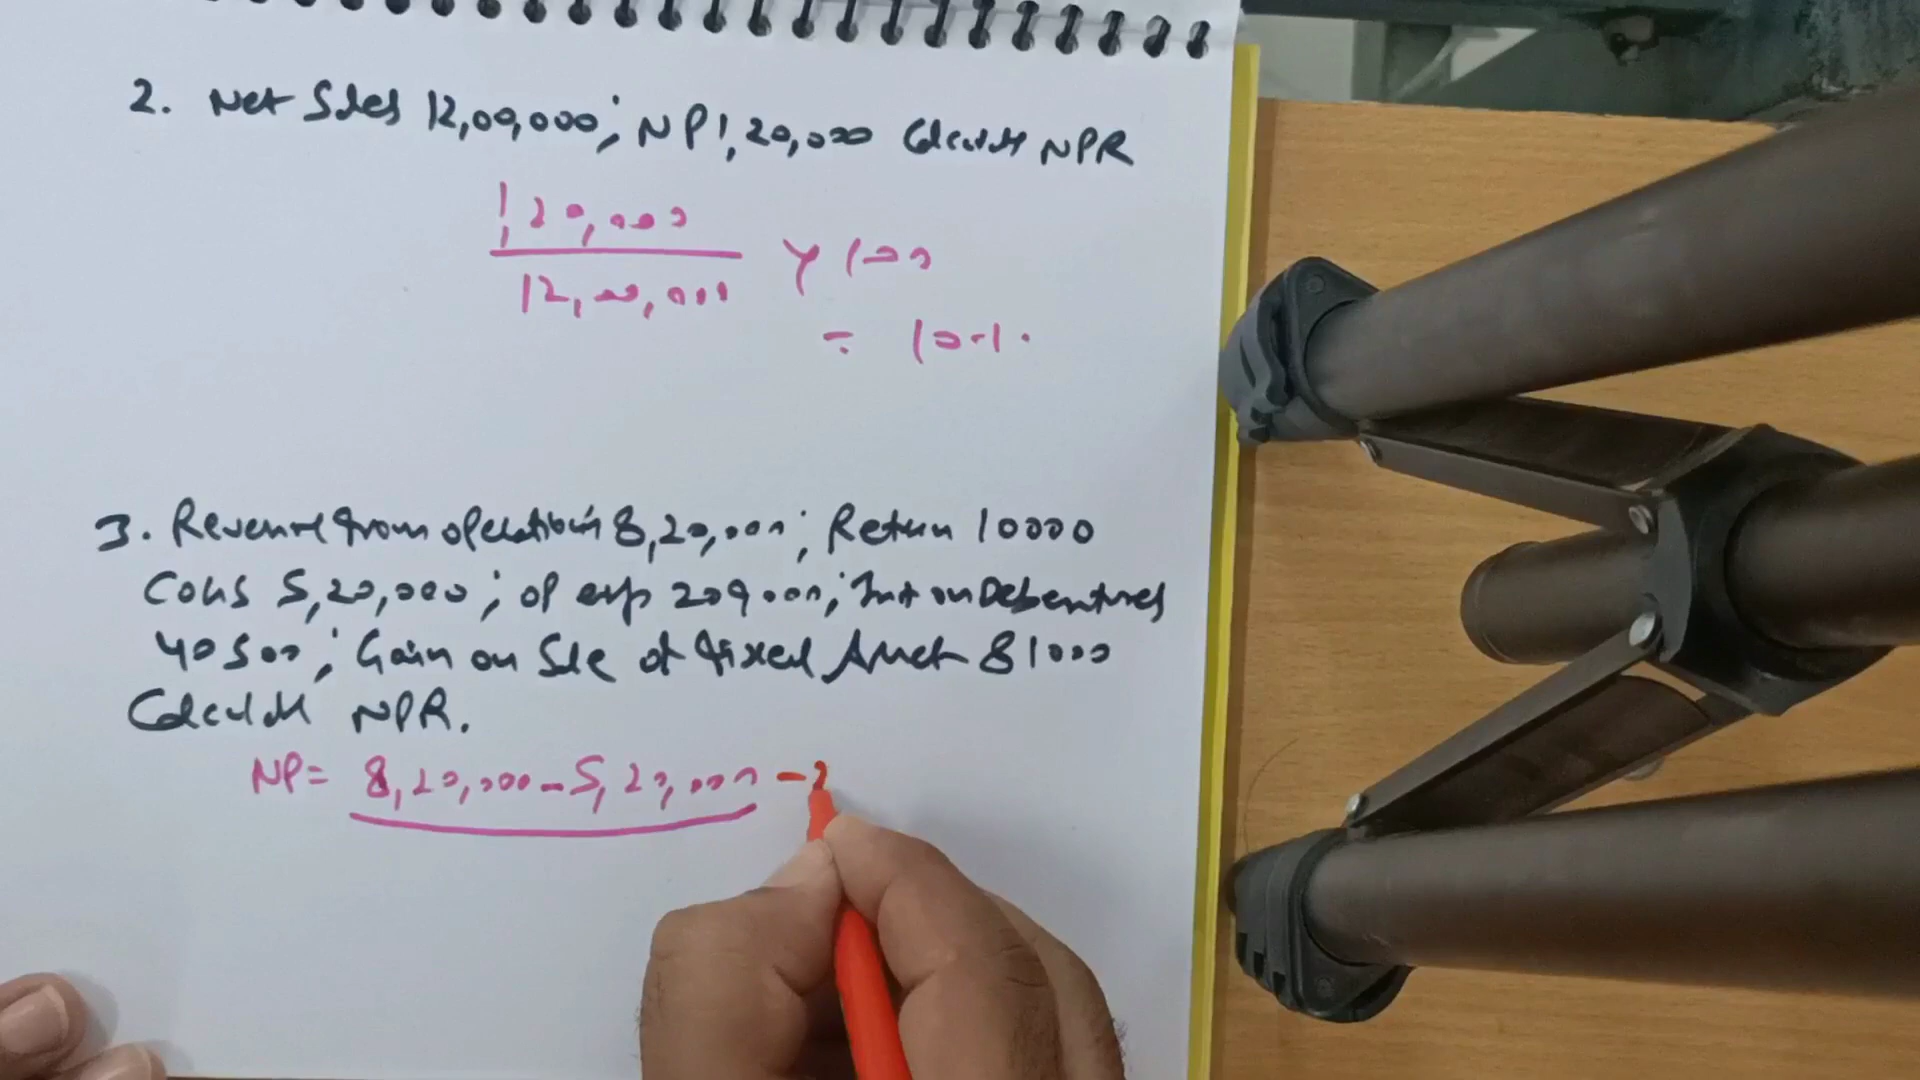 2. Net Sales 12,00,000; NP 1,20,000 Calculate NPR
1,20,000
12,00,000
× 100
= 10%.
3. Revenue from operations 8,20,000; Return 10000
COGS 5,20,000; op exp 209000; Int on Debentures
40500; Gain on Sale of fixed Asset 81000
Calculate NPR.
NP = 8,20,000 - 5,20,000 - 2